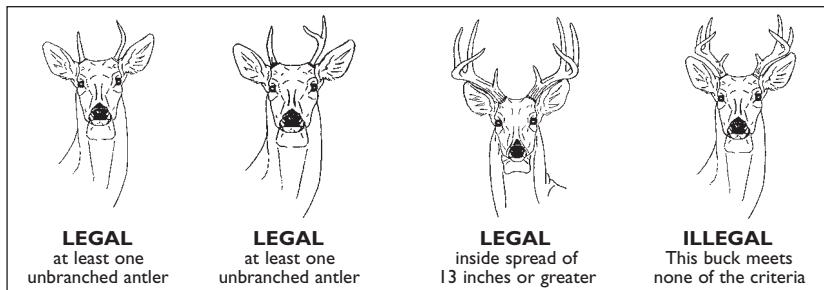 LEGAL
at least one
unbranched antler
LEGAL
at least one
unbranched antler
LEGAL
inside spread of
13 inches or greater
ILLEGAL
This buck meets
none of the criteria